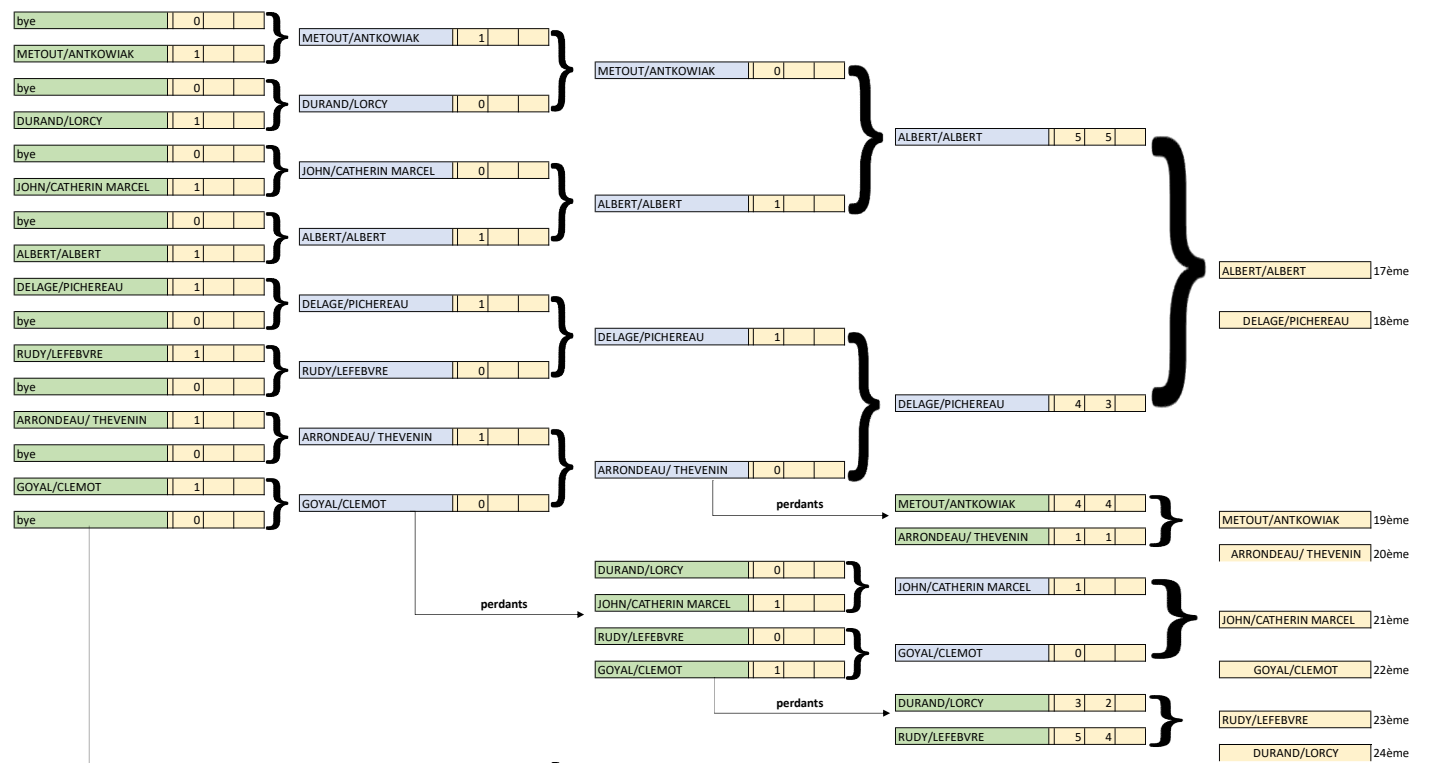 bye 0
METOUT/ANTKOWIAK 1
bye 0
DURAND/LORCY 1
bye 0
JOHN/CATHERIN MARCEL 1
bye 0
ALBERT/ALBERT 1
DELAGE/PICHEREAU 1
bye 0
RUDY/LEFEBVRE 1
bye 0
ARRONDEAU/ THEVENIN 1
bye 0
GOYAL/CLEMOT 1
bye 0
METOUT/ANTKOWIAK 1
DURAND/LORCY 0
JOHN/CATHERIN MARCEL 0
ALBERT/ALBERT 1
DELAGE/PICHEREAU 1
RUDY/LEFEBVRE 0
ARRONDEAU/ THEVENIN 1
GOYAL/CLEMOT 0
perdants
METOUT/ANTKOWIAK 0
ALBERT/ALBERT 1
DELAGE/PICHEREAU 1
ARRONDEAU/ THEVENIN 0
perdants
DURAND/LORCY 0
JOHN/CATHERIN MARCEL 1
RUDY/LEFEBVRE 0
GOYAL/CLEMOT 1
perdants
ALBERT/ALBERT 5 5
DELAGE/PICHEREAU 4 3
METOUT/ANTKOWIAK 4 4
ARRONDEAU/ THEVENIN 1 1
JOHN/CATHERIN MARCEL 1
GOYAL/CLEMOT 0
DURAND/LORCY 3 2
RUDY/LEFEBVRE 5 4
ALBERT/ALBERT 17ème
DELAGE/PICHEREAU 18ème
METOUT/ANTKOWIAK 19ème
ARRONDEAU/ THEVENIN 20ème
JOHN/CATHERIN MARCEL 21ème
GOYAL/CLEMOT 22ème
RUDY/LEFEBVRE 23ème
DURAND/LORCY 24ème